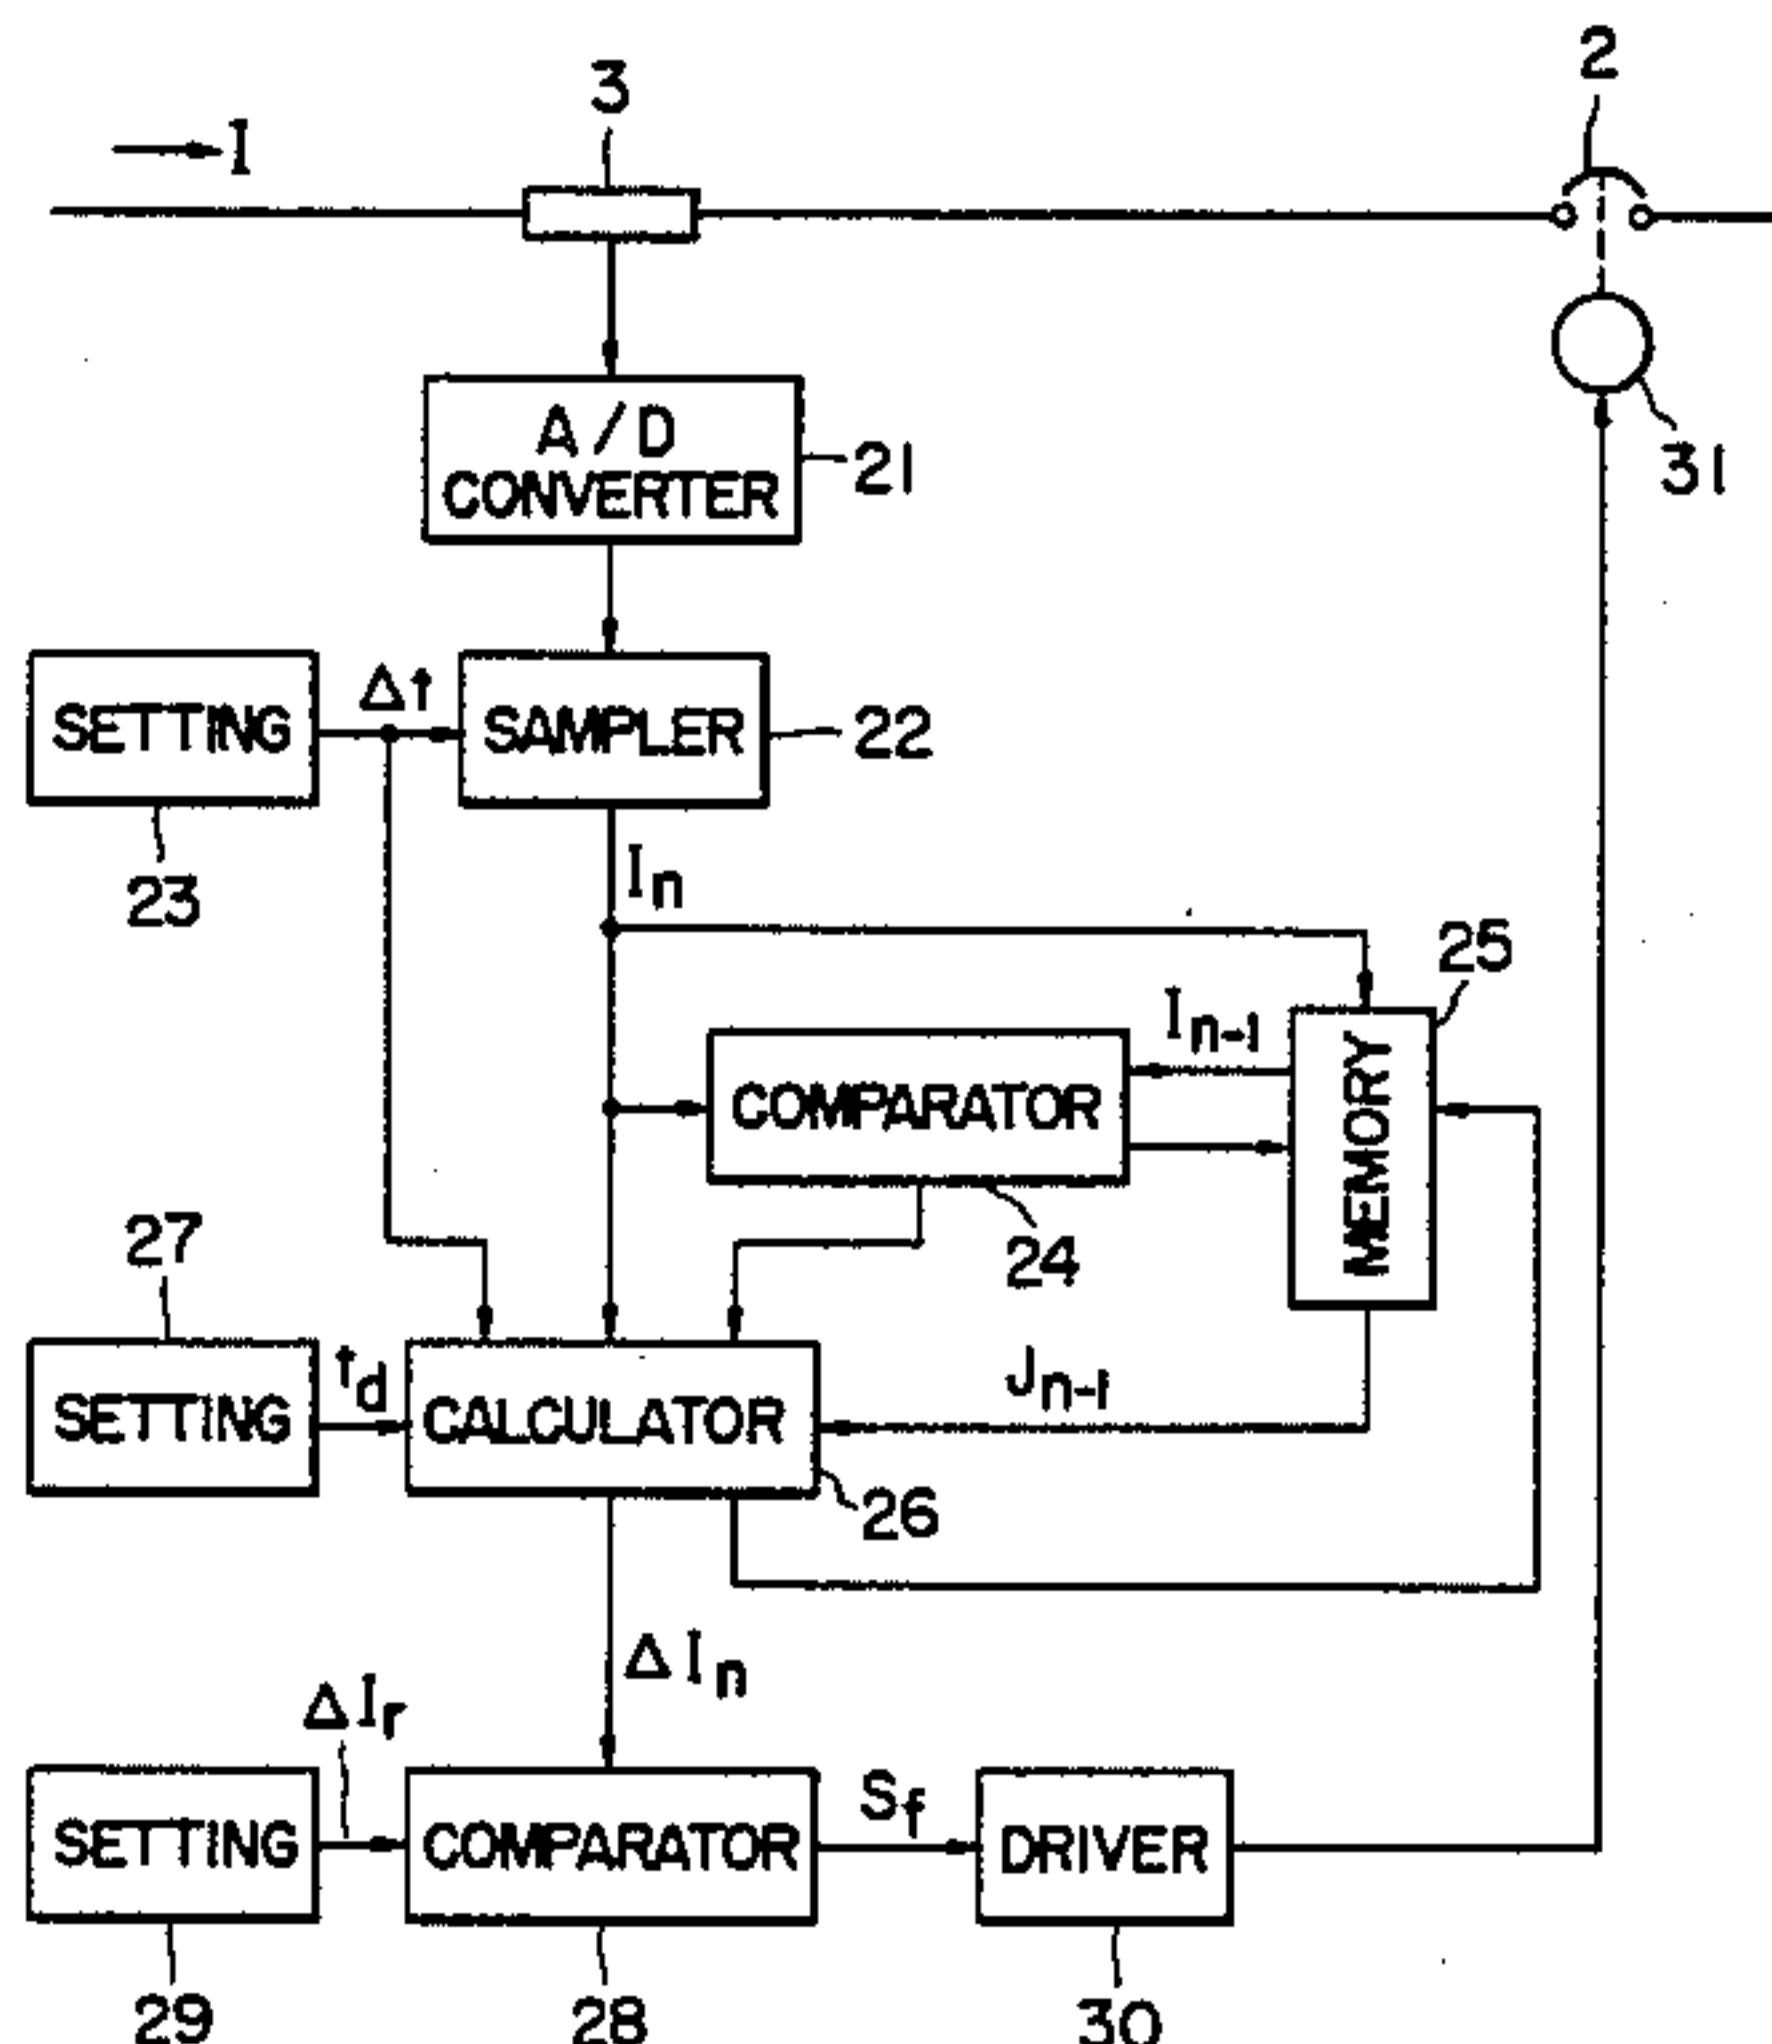 2
3
I
A/D
CONVERTER
21
31
SETTING
Δt
SAMPLER
22
23
In
25
In-1
COMPARATOR
MEMORY
24
27
SETTING
td
CALCULATOR
Jn-1
26
ΔIn
ΔIr
SETTING
COMPARATOR
Sf
DRIVER
29
28
30